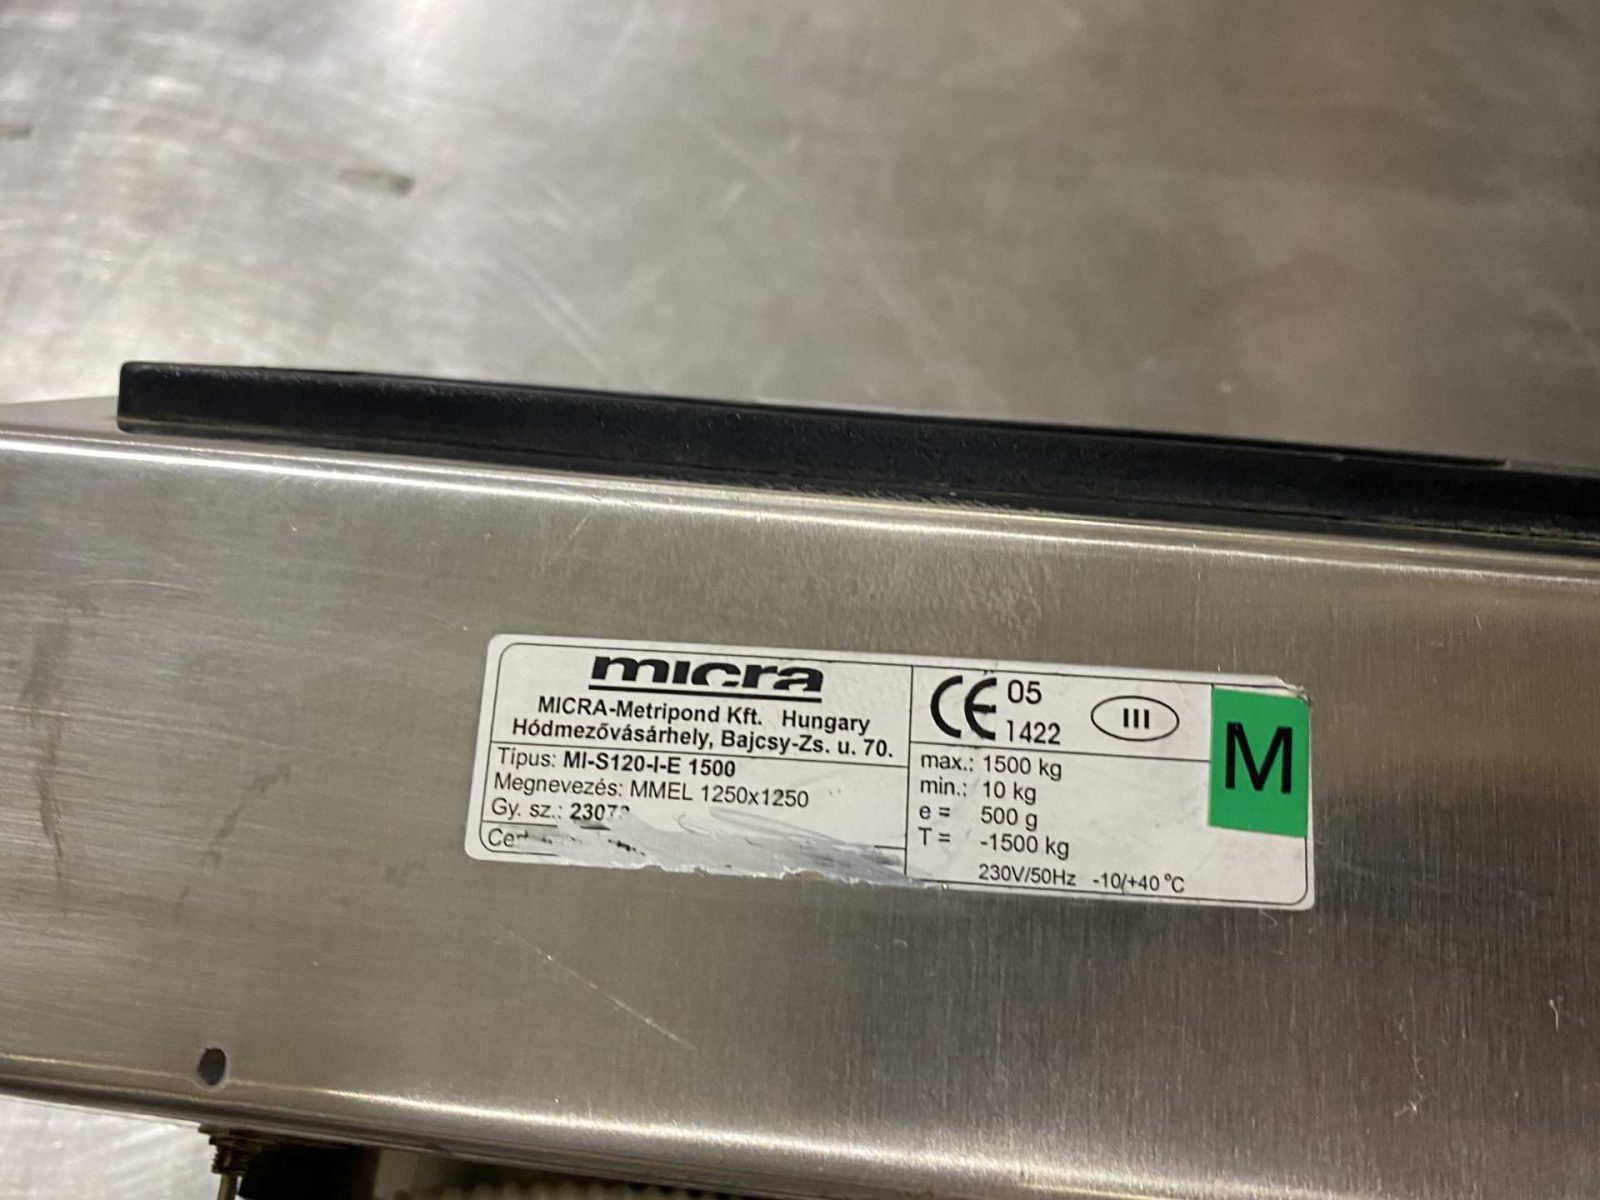 micra
MICRA-Metripond Kft. Hungary
Hódmezővásárhely, Bajcsy-Zs. u. 70.
Típus: MI-S120-I-E 1500
Megnevezés: MMEL 1250x1250
Gy. sz.:
CE 05
1422
III
M
max.: 1500 kg
min.: 10 kg
e = 500 g
T = -1500 kg
230V/50Hz -10/+40 °C